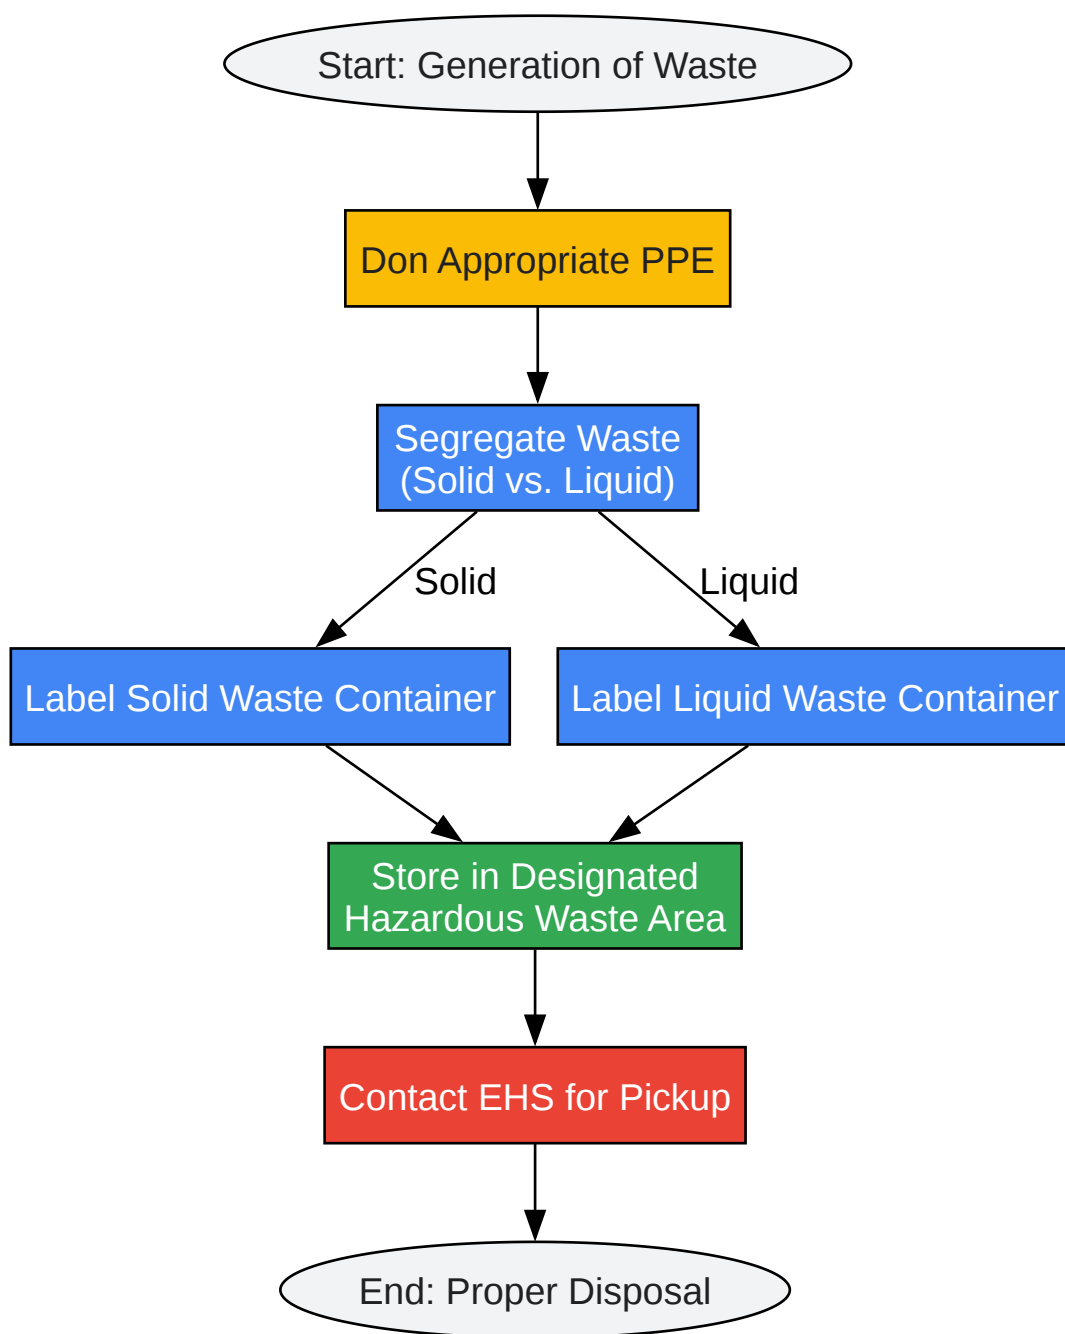 Start: Generation of Waste
Don Appropriate PPE
Segregate Waste
(Solid vs. Liquid)
Solid
Liquid
Label Solid Waste Container
Label Liquid Waste Container
Store in Designated
Hazardous Waste Area
Contact EHS for Pickup
End: Proper Disposal